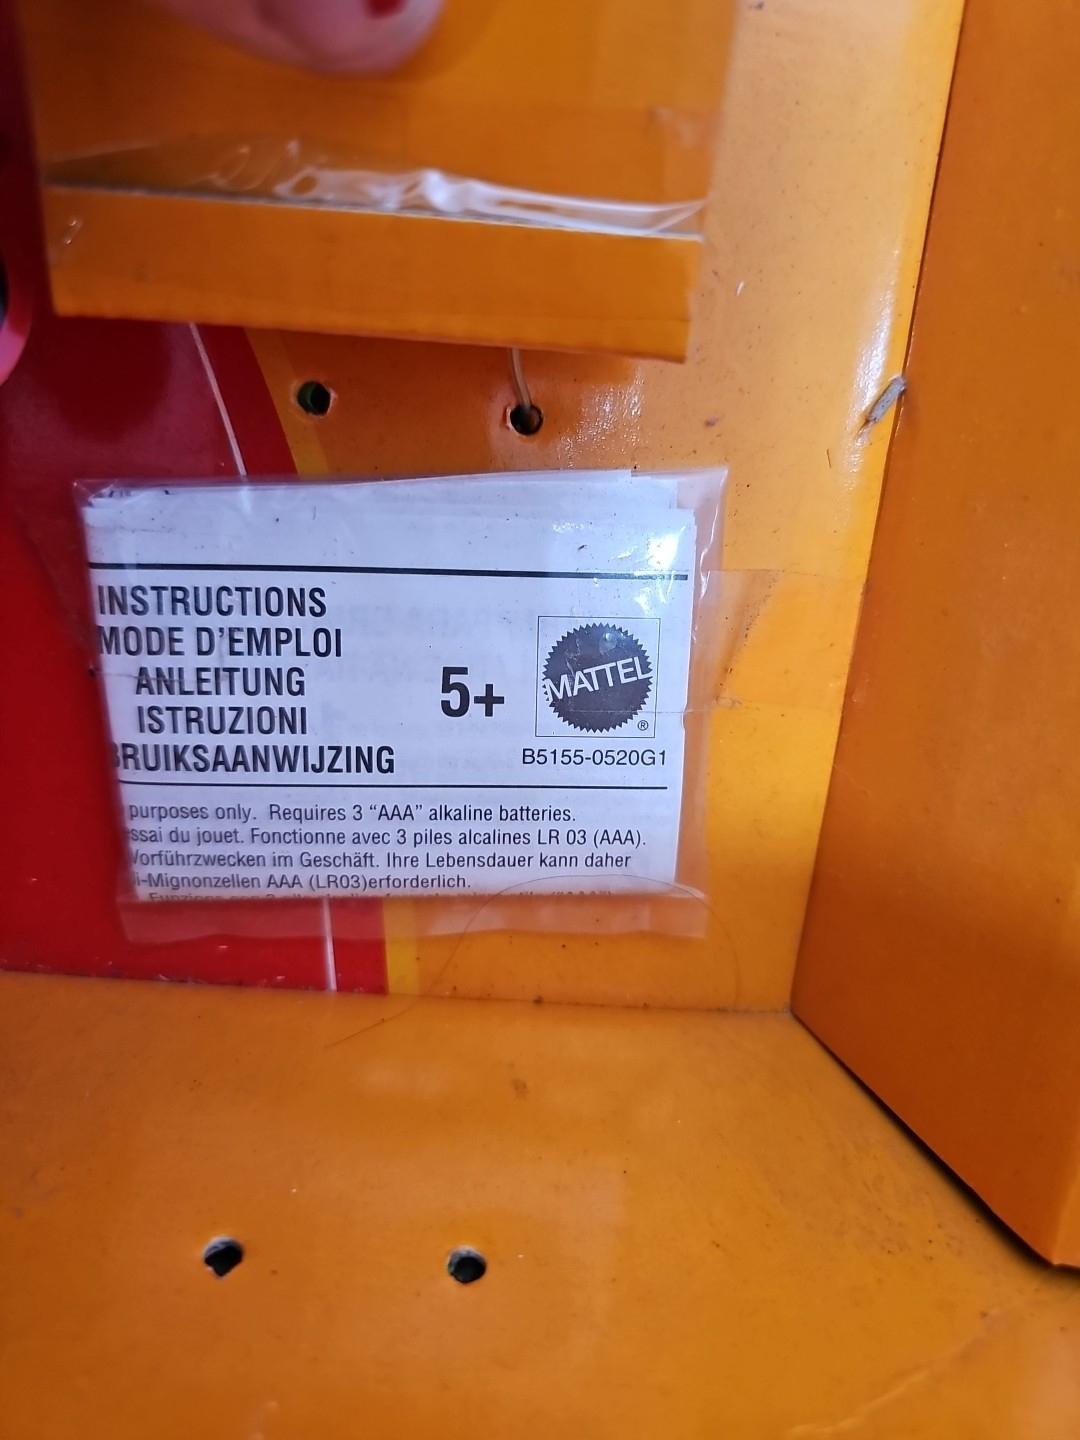 INSTRUCTIONS
MODE D'EMPLOI
ANLEITUNG
ISTRUZIONI
BRUIKSAANWIJZING
5+
MATTEL
®
B5155-0520G1
purposes only. Requires 3 “AAA” alkaline batteries.
ssai du jouet. Fonctionne avec 3 piles alcalines LR 03 (AAA).
Vorführzwecken im Geschäft. Ihre Lebensdauer kann daher
i-Mignonzellen AAA (LR03)erforderlich.